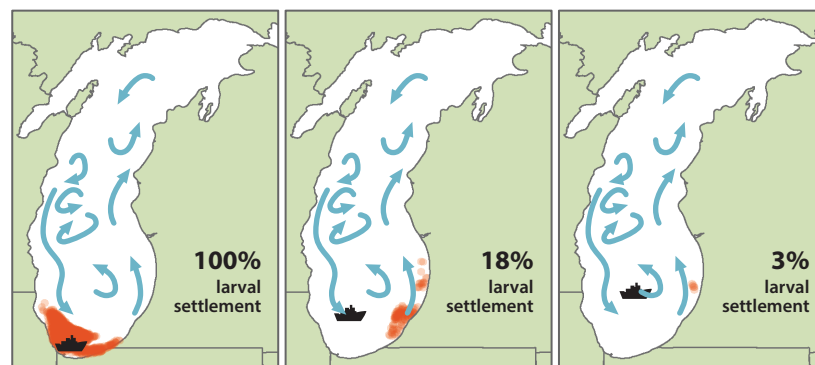 100%
larval
settlement
18%
larval
settlement
3%
larval
settlement